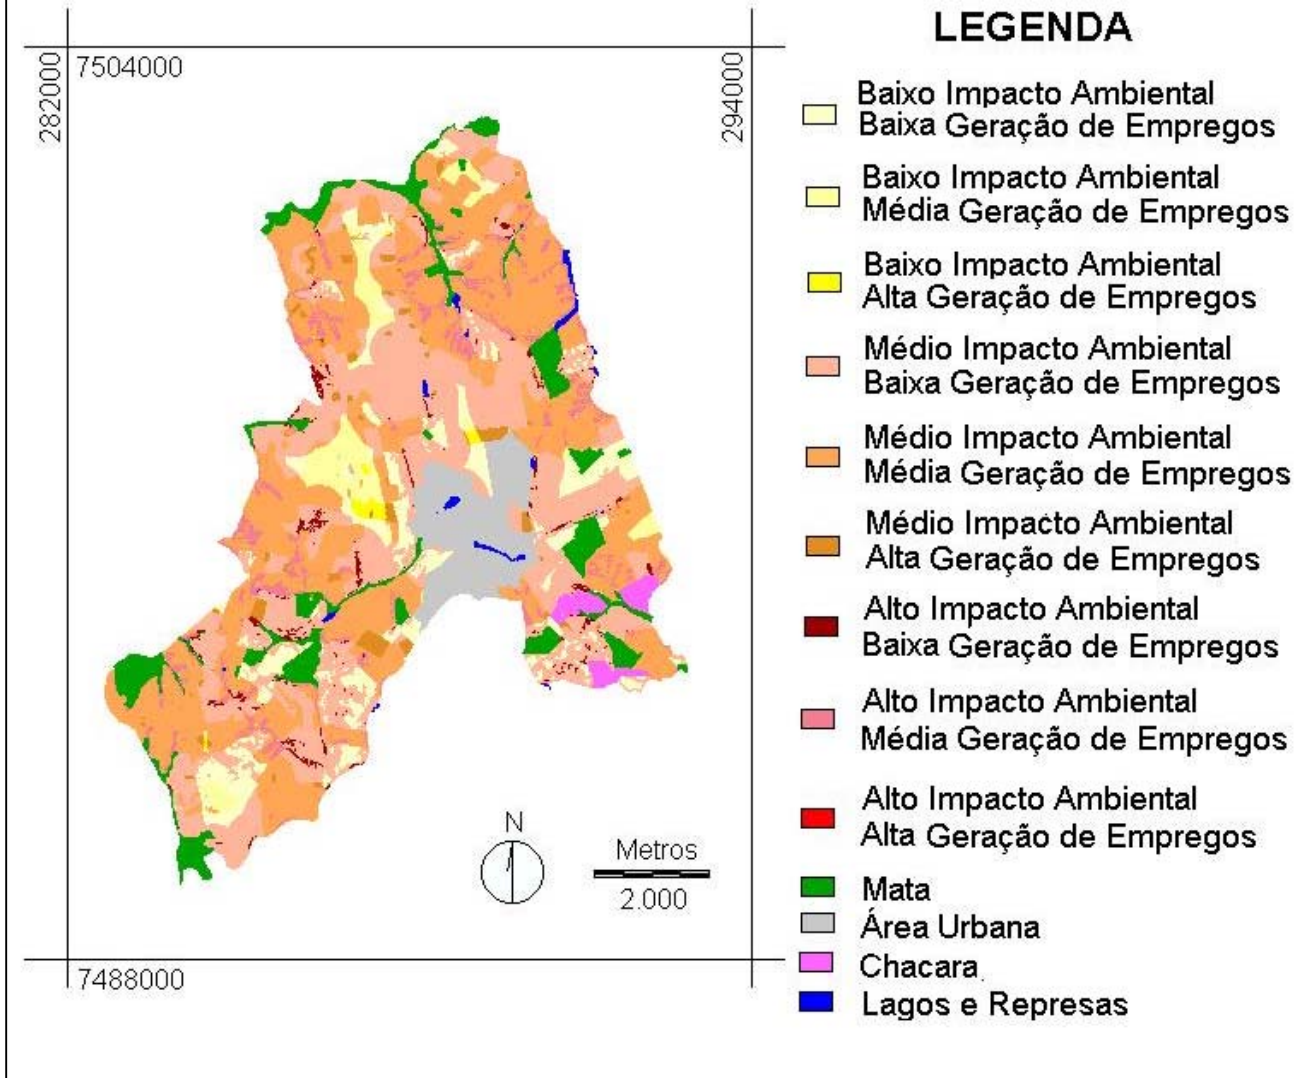 LEGENDA
7504000
282000
294000
Baixo Impacto Ambiental
Baixa Geração de Empregos
Baixo Impacto Ambiental
Média Geração de Empregos
Baixo Impacto Ambiental
Alta Geração de Empregos
Médio Impacto Ambiental
Baixa Geração de Empregos
Médio Impacto Ambiental
Média Geração de Empregos
Médio Impacto Ambiental
Alta Geração de Empregos
Alto Impacto Ambiental
Baixa Geração de Empregos
Alto Impacto Ambiental
Média Geração de Empregos
Alto Impacto Ambiental
Alta Geração de Empregos
Mata
Área Urbana
Chacara
Lagos e Represas
N
Metros
2.000
7488000